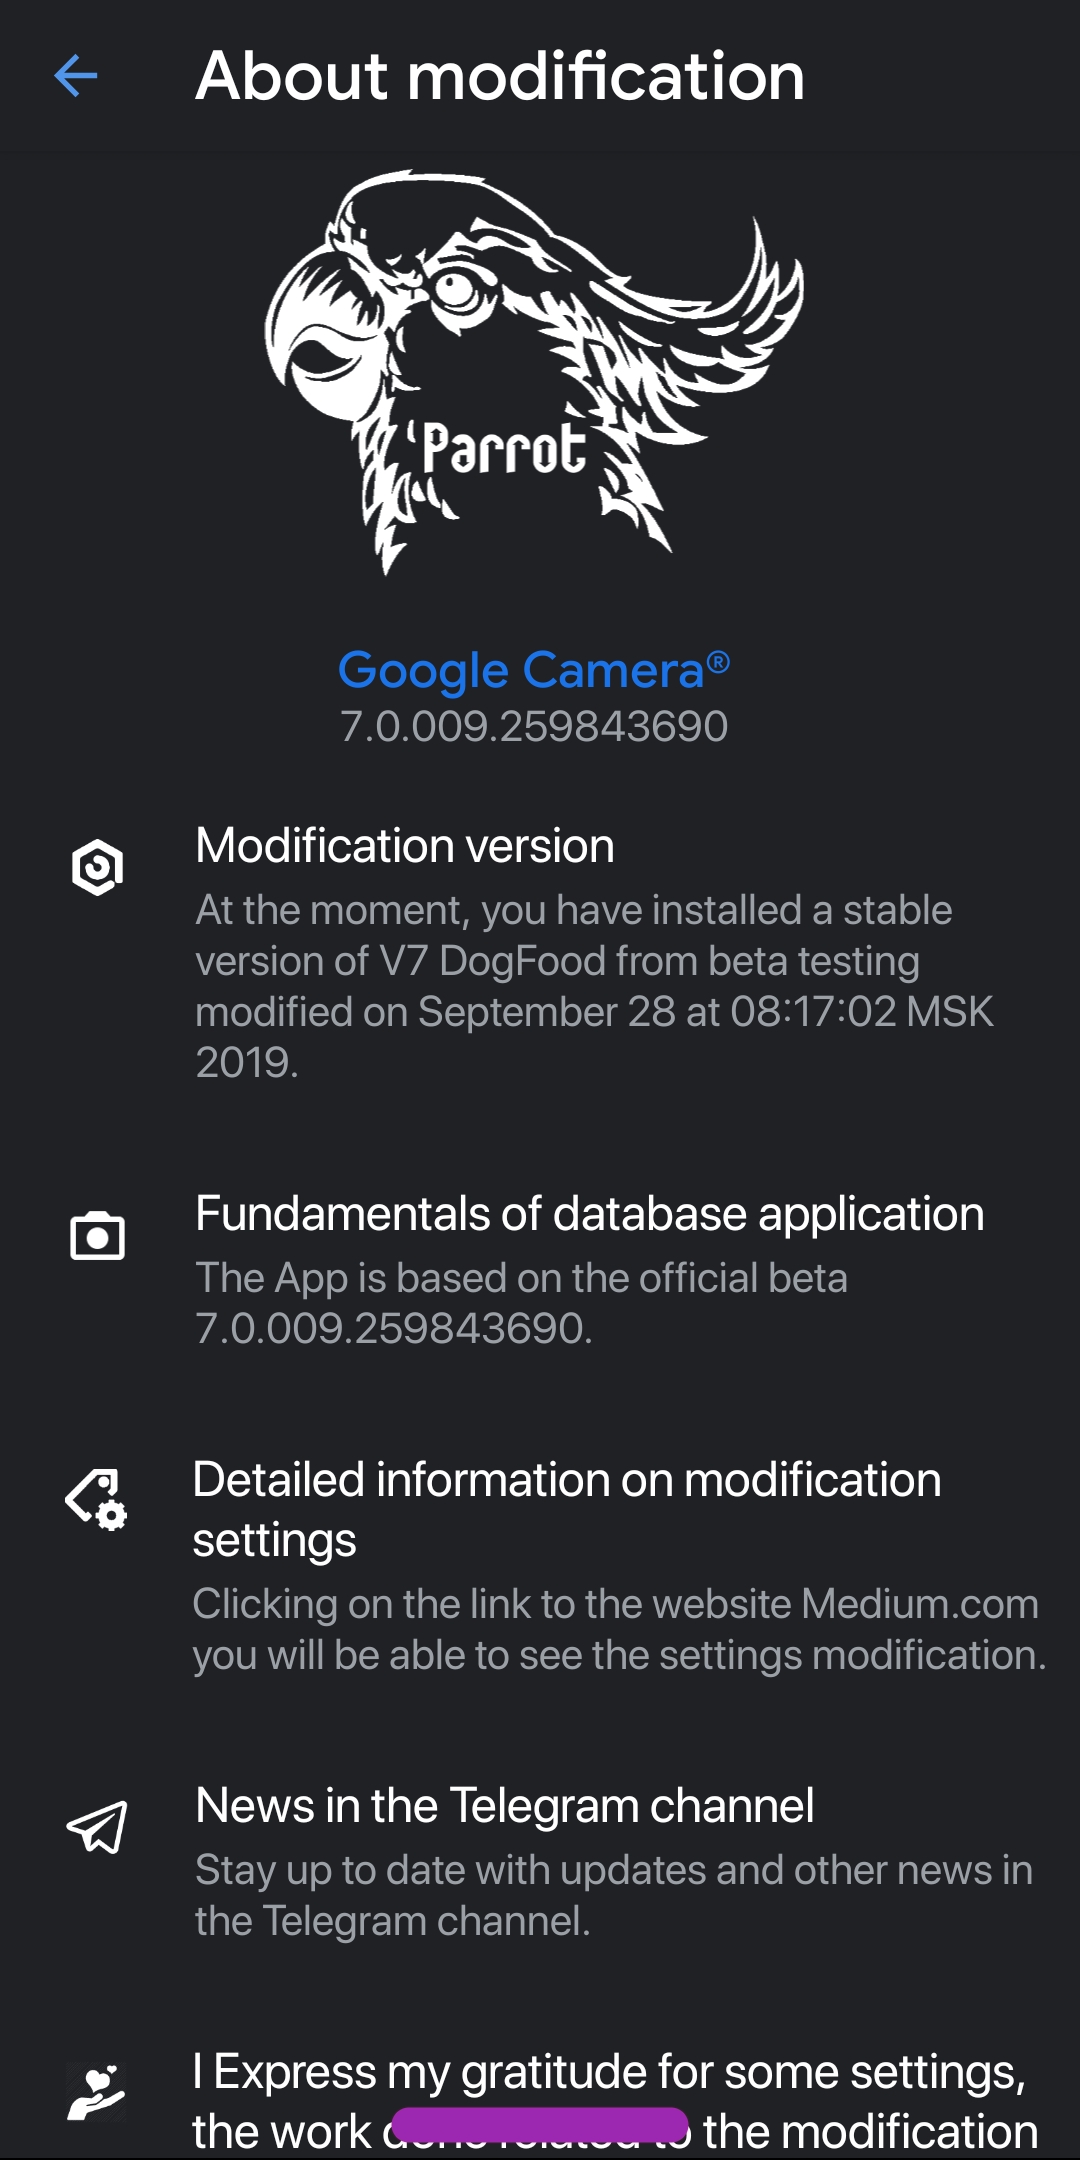 About modification
'Parrot
Google Camera®
7.0.009.259843690
Modification version
At the moment, you have installed a stable
version of V7 DogFood from beta testing
modified on September 28 at 08:17:02 MSK
2019.
Fundamentals of database application
The App is based on the official beta
7.0.009.259843690.
Detailed information on modification
settings
Clicking on the link to the website Medium.com
you will be able to see the settings modification.
News in the Telegram channel
Stay up to date with updates and other news in
the Telegram channel.
I Express my gratitude for some settings,
the work the modification